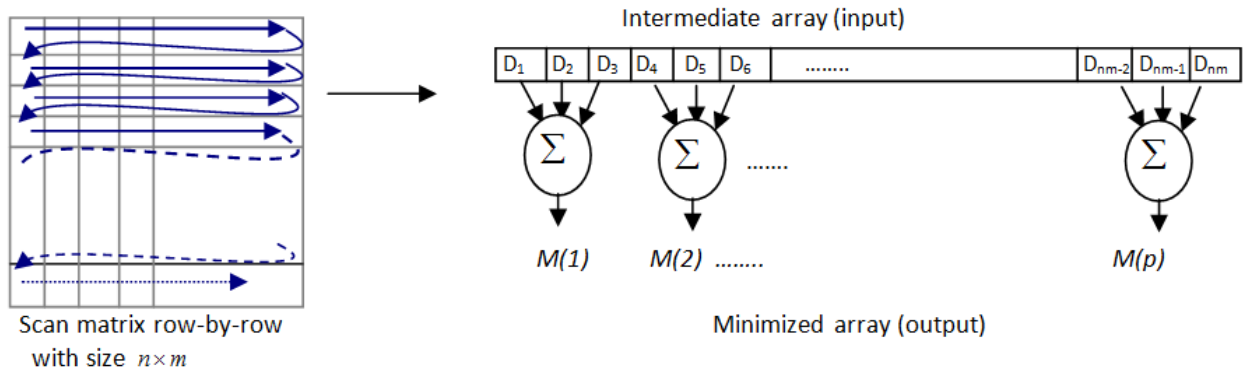 Intermediate array (input)
D₁ D₂ D₃ D₄ D₅ D₆ ........ Dₙₘ₋₂ Dₙₘ₋₁ Dₙₘ
Σ Σ ....... Σ
M(1) M(2) ........ M(p)
Scan matrix row-by-row
with size n×m
Minimized array (output)